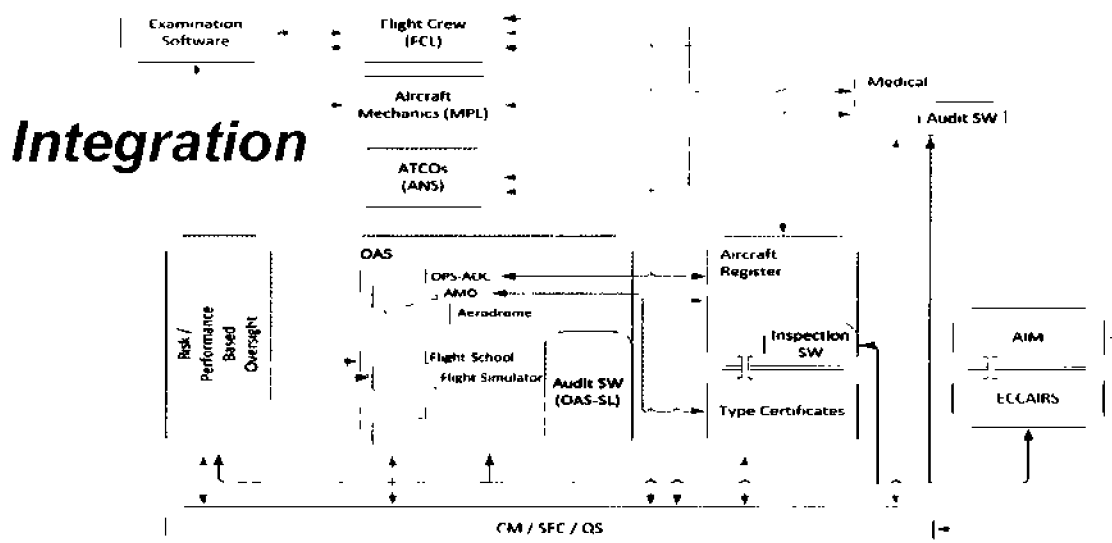 Examination
Software
Flight Crew
(FCL)
Aircraft
Mechanics (MPL)
Medical
Audit SW
Integration
ATCOs
(ANS)
Risk /
Performance
Based
Oversight
OAS
OPS-AOC
AMO
Aerodrome
Flight School
Flight Simulator
Audit SW
(OAS-SL)
Aircraft
Register
Inspection
SW
Type Certificates
AIM
ECCAIRS
CM / SEC / QS